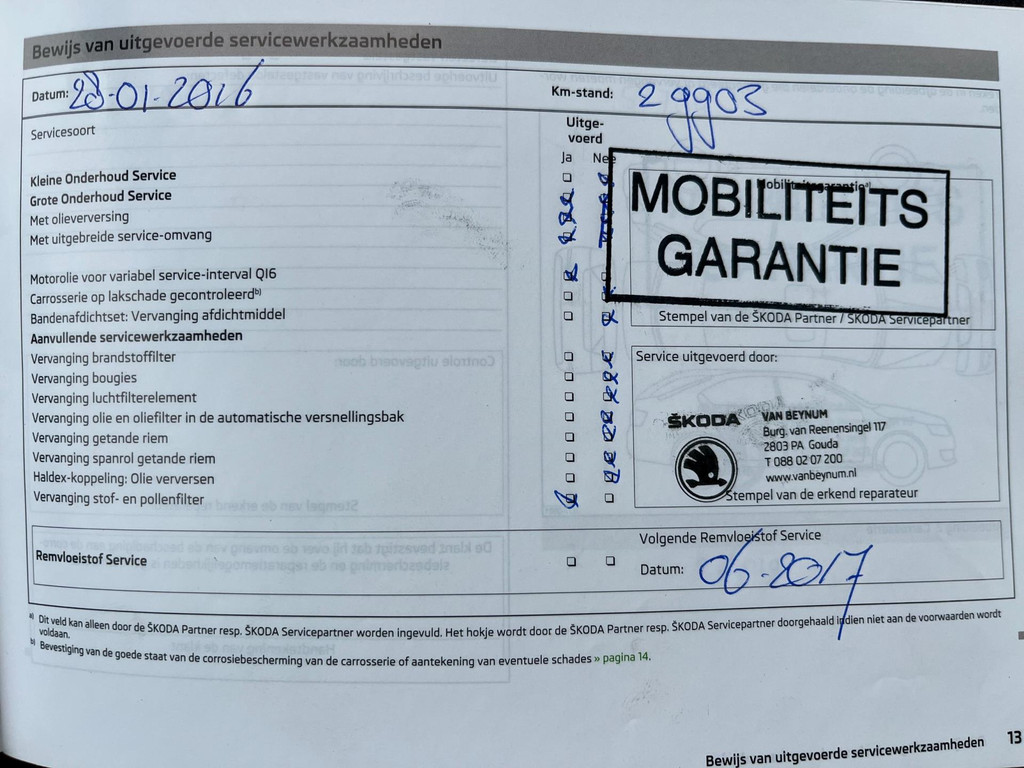 Bewijs van uitgevoerde servicewerkzaamheden
Datum: 28-01-2016
Km-stand: 29903
Servicesoort
Uitge-
voerd
Ja Nee
Kleine Onderhoud Service
Grote Onderhoud Service
Met olieverversing
Met uitgebreide service-omvang
Motorolie voor variabel service-interval QI6
Carrosserie op lakschade gecontroleerd b)
Bandenafdichtset: Vervanging afdichtmiddel
Aanvullende servicewerkzaamheden
Vervanging brandstoffilter
Vervanging bougies
Vervanging luchtfilterelement
Vervanging olie en oliefilter in de automatische versnellingsbak
Vervanging getande riem
Vervanging spanrol getande riem
Haldex-koppeling: Olie verversen
Vervanging stof- en pollenfilter
Mobiliteitsgarantie a)
MOBILITEITS
GARANTIE
Stempel van de ŠKODA Partner / ŠKODA Servicepartner
Service uitgevoerd door:
ŠKODA
VAN BEYNUM
Burg. van Reenensingel 117
2803 PA Gouda
T 088 02 07 200
www.vanbeynum.nl
Stempel van de erkend reparateur
Remvloeistof Service
Volgende Remvloeistof Service
Datum: 06-2017
a) Dit veld kan alleen door de ŠKODA Partner resp. ŠKODA Servicepartner worden ingevuld. Het hokje wordt door de ŠKODA Partner resp. ŠKODA Servicepartner doorgehaald indien niet aan de voorwaarden wordt
voldaan.
b) Bevestiging van de goede staat van de corrosiebescherming van de carrosserie of aantekening van eventuele schades » pagina 14.
Bewijs van uitgevoerde servicewerkzaamheden 13